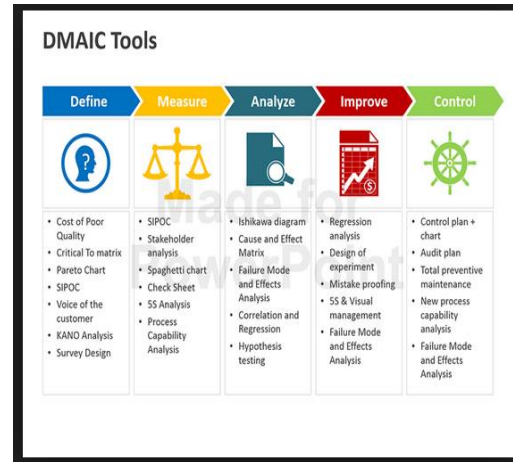 DMAIC Tools
Define
Measure
Analyze
Improve
Control
?
$
Made for
PowerPoint
• Cost of Poor
Quality
• Critical To matrix
• Pareto Chart
• SIPOC
• Voice of the
customer
• KANO Analysis
• Survey Design
• SIPOC
• Stakeholder
analysis
• Spaghetti chart
• Check Sheet
• 5S Analysis
• Process
Capability
Analysis
• Ishikawa diagram
• Cause and Effect
Matrix
• Failure Mode
and Effects
Analysis
• Correlation and
Regression
• Hypothesis
testing
• Regression
analysis
• Design of
experiment
• Mistake proofing
• 5S & Visual
management
• Failure Mode
and Effects
Analysis
• Control plan +
chart
• Audit plan
• Total preventive
maintenance
• New process
capability
analysis
• Failure Mode
and Effects
Analysis